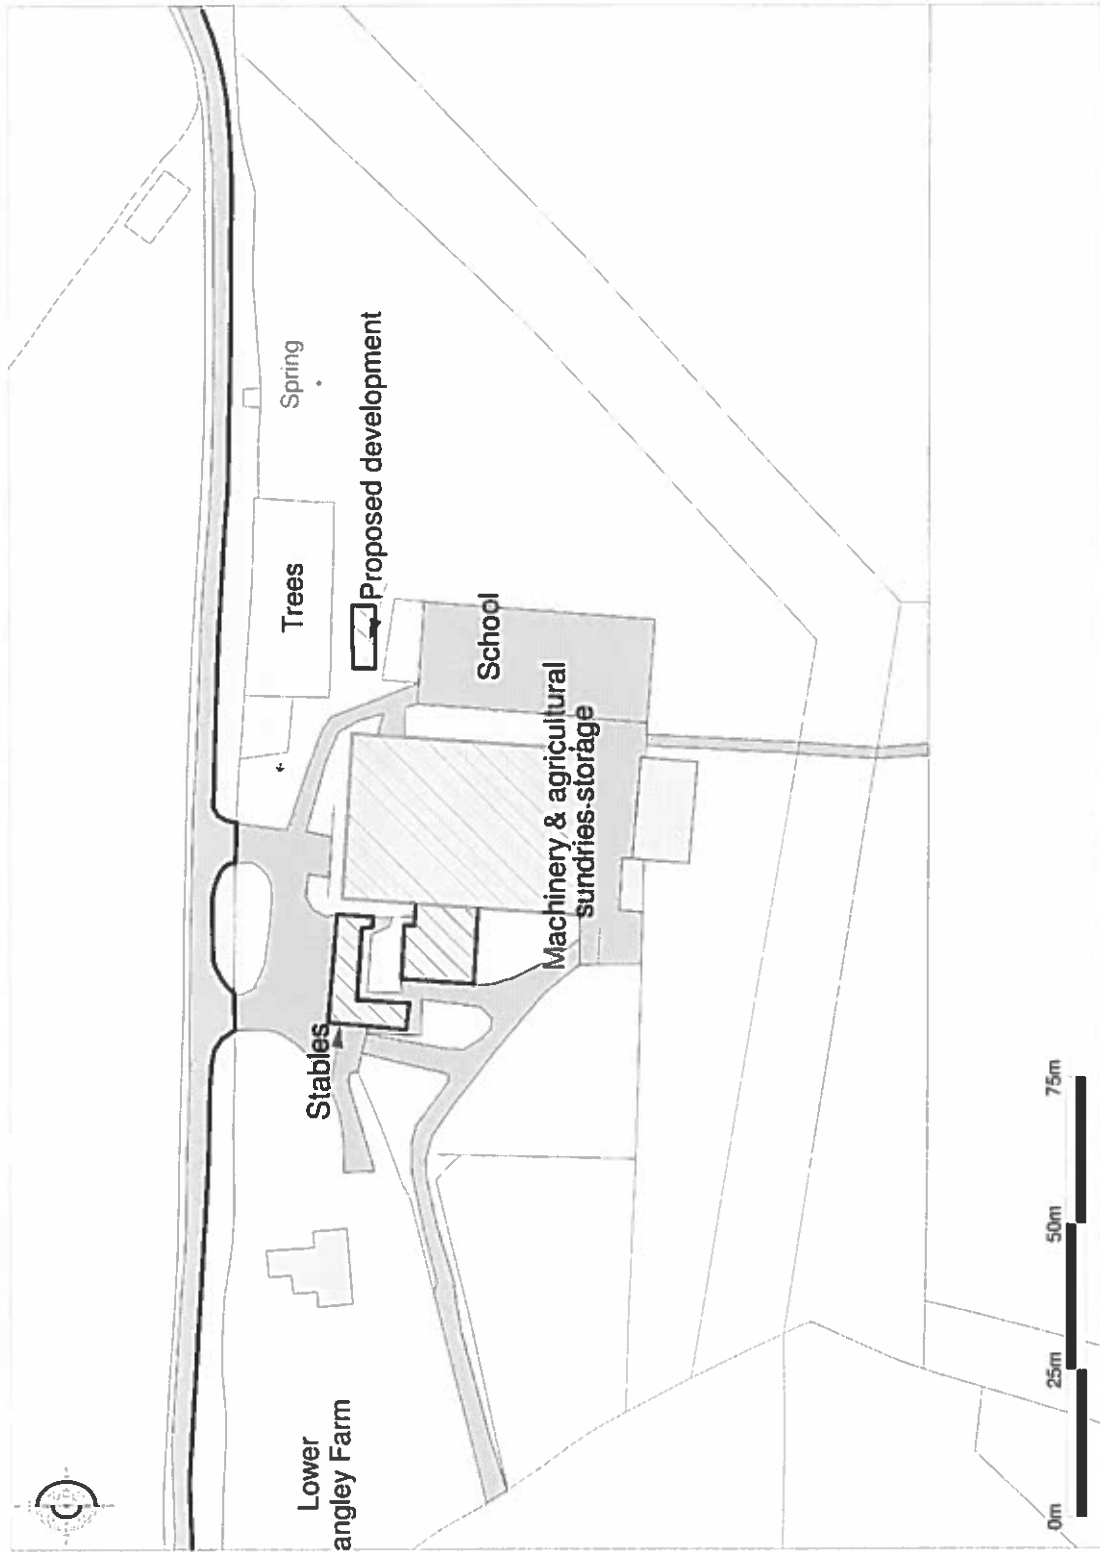 Spring
Proposed development
Trees
School
Machinery & agricultural
sundries storage
Stables
Lower
angley Farm
0m
25m
50m
75m